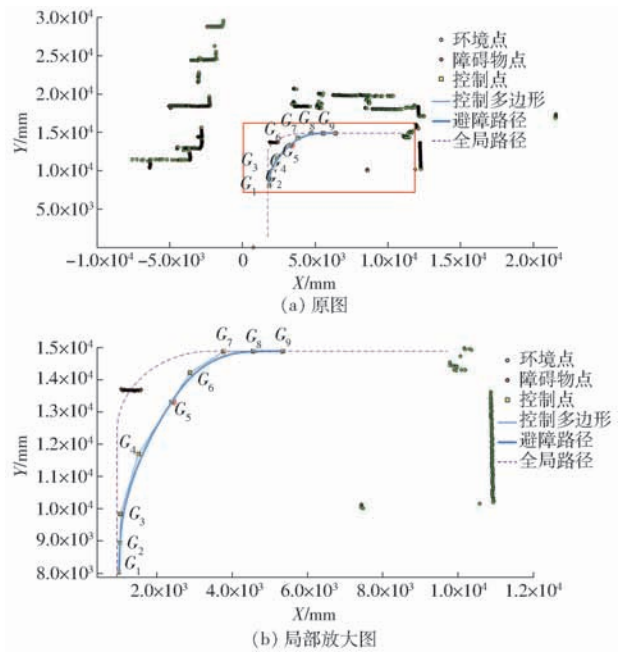 3.0×10⁴
2.5×10⁴
2.0×10⁴
1.5×10⁴
1.0×10⁴
5.0×10³
Y/mm
环境点
障碍物点
控制点
控制多边形
避障路径
全局路径
G₇
G₈
G₉
G₆
G₅
G₃
G₄
G₂
G₁
−1.0×10⁴
−5.0×10³
0
5.0×10³
1.0×10⁴
1.5×10⁴
2.0×10⁴
X/mm
(a) 原图
1.5×10⁴
1.4×10⁴
1.3×10⁴
1.2×10⁴
1.1×10⁴
1.0×10⁴
9.0×10³
8.0×10³
Y/mm
G₇
G₈
G₉
G₆
G₅
G₄
G₃
G₂
G₁
环境点
障碍物点
控制点
控制多边形
避障路径
全局路径
2.0×10³
4.0×10³
6.0×10³
8.0×10³
1.0×10⁴
1.2×10⁴
X/mm
(b) 局部放大图